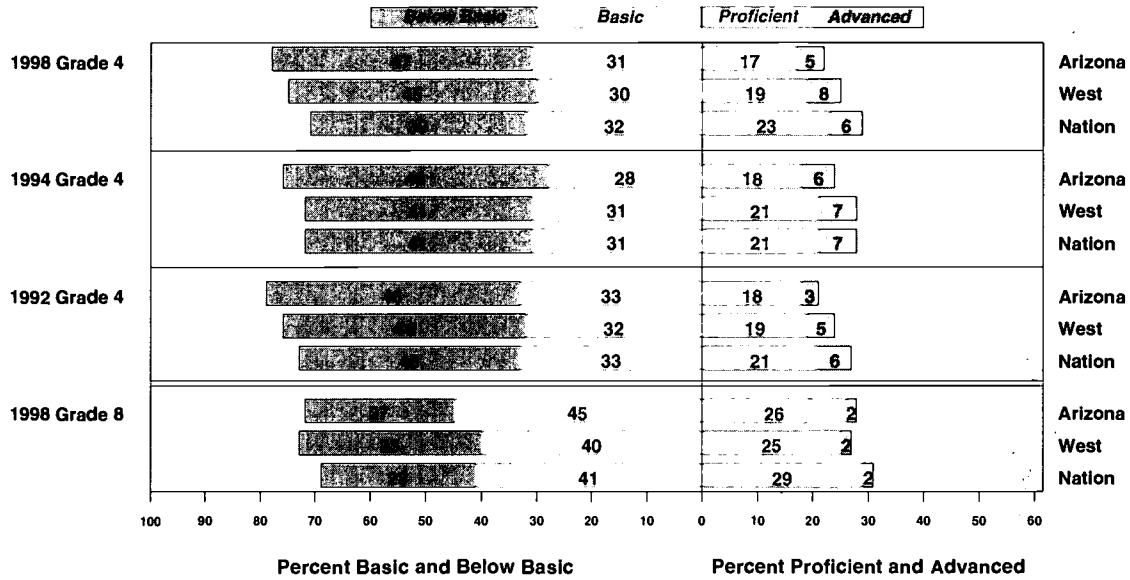 Below Basic Basic Proficient Advanced
1998 Grade 4 31 17 5 Arizona
30 19 8 West
32 23 6 Nation
1994 Grade 4 28 18 6 Arizona
31 21 7 West
31 21 7 Nation
1992 Grade 4 33 18 3 Arizona
32 19 5 West
33 21 6 Nation
1998 Grade 8 27 45 26 2 Arizona
40 25 2 West
41 29 2 Nation
100 90 80 70 60 50 40 30 20 10 0 10 20 30 40 50 60
Percent Basic and Below Basic Percent Proficient and Advanced